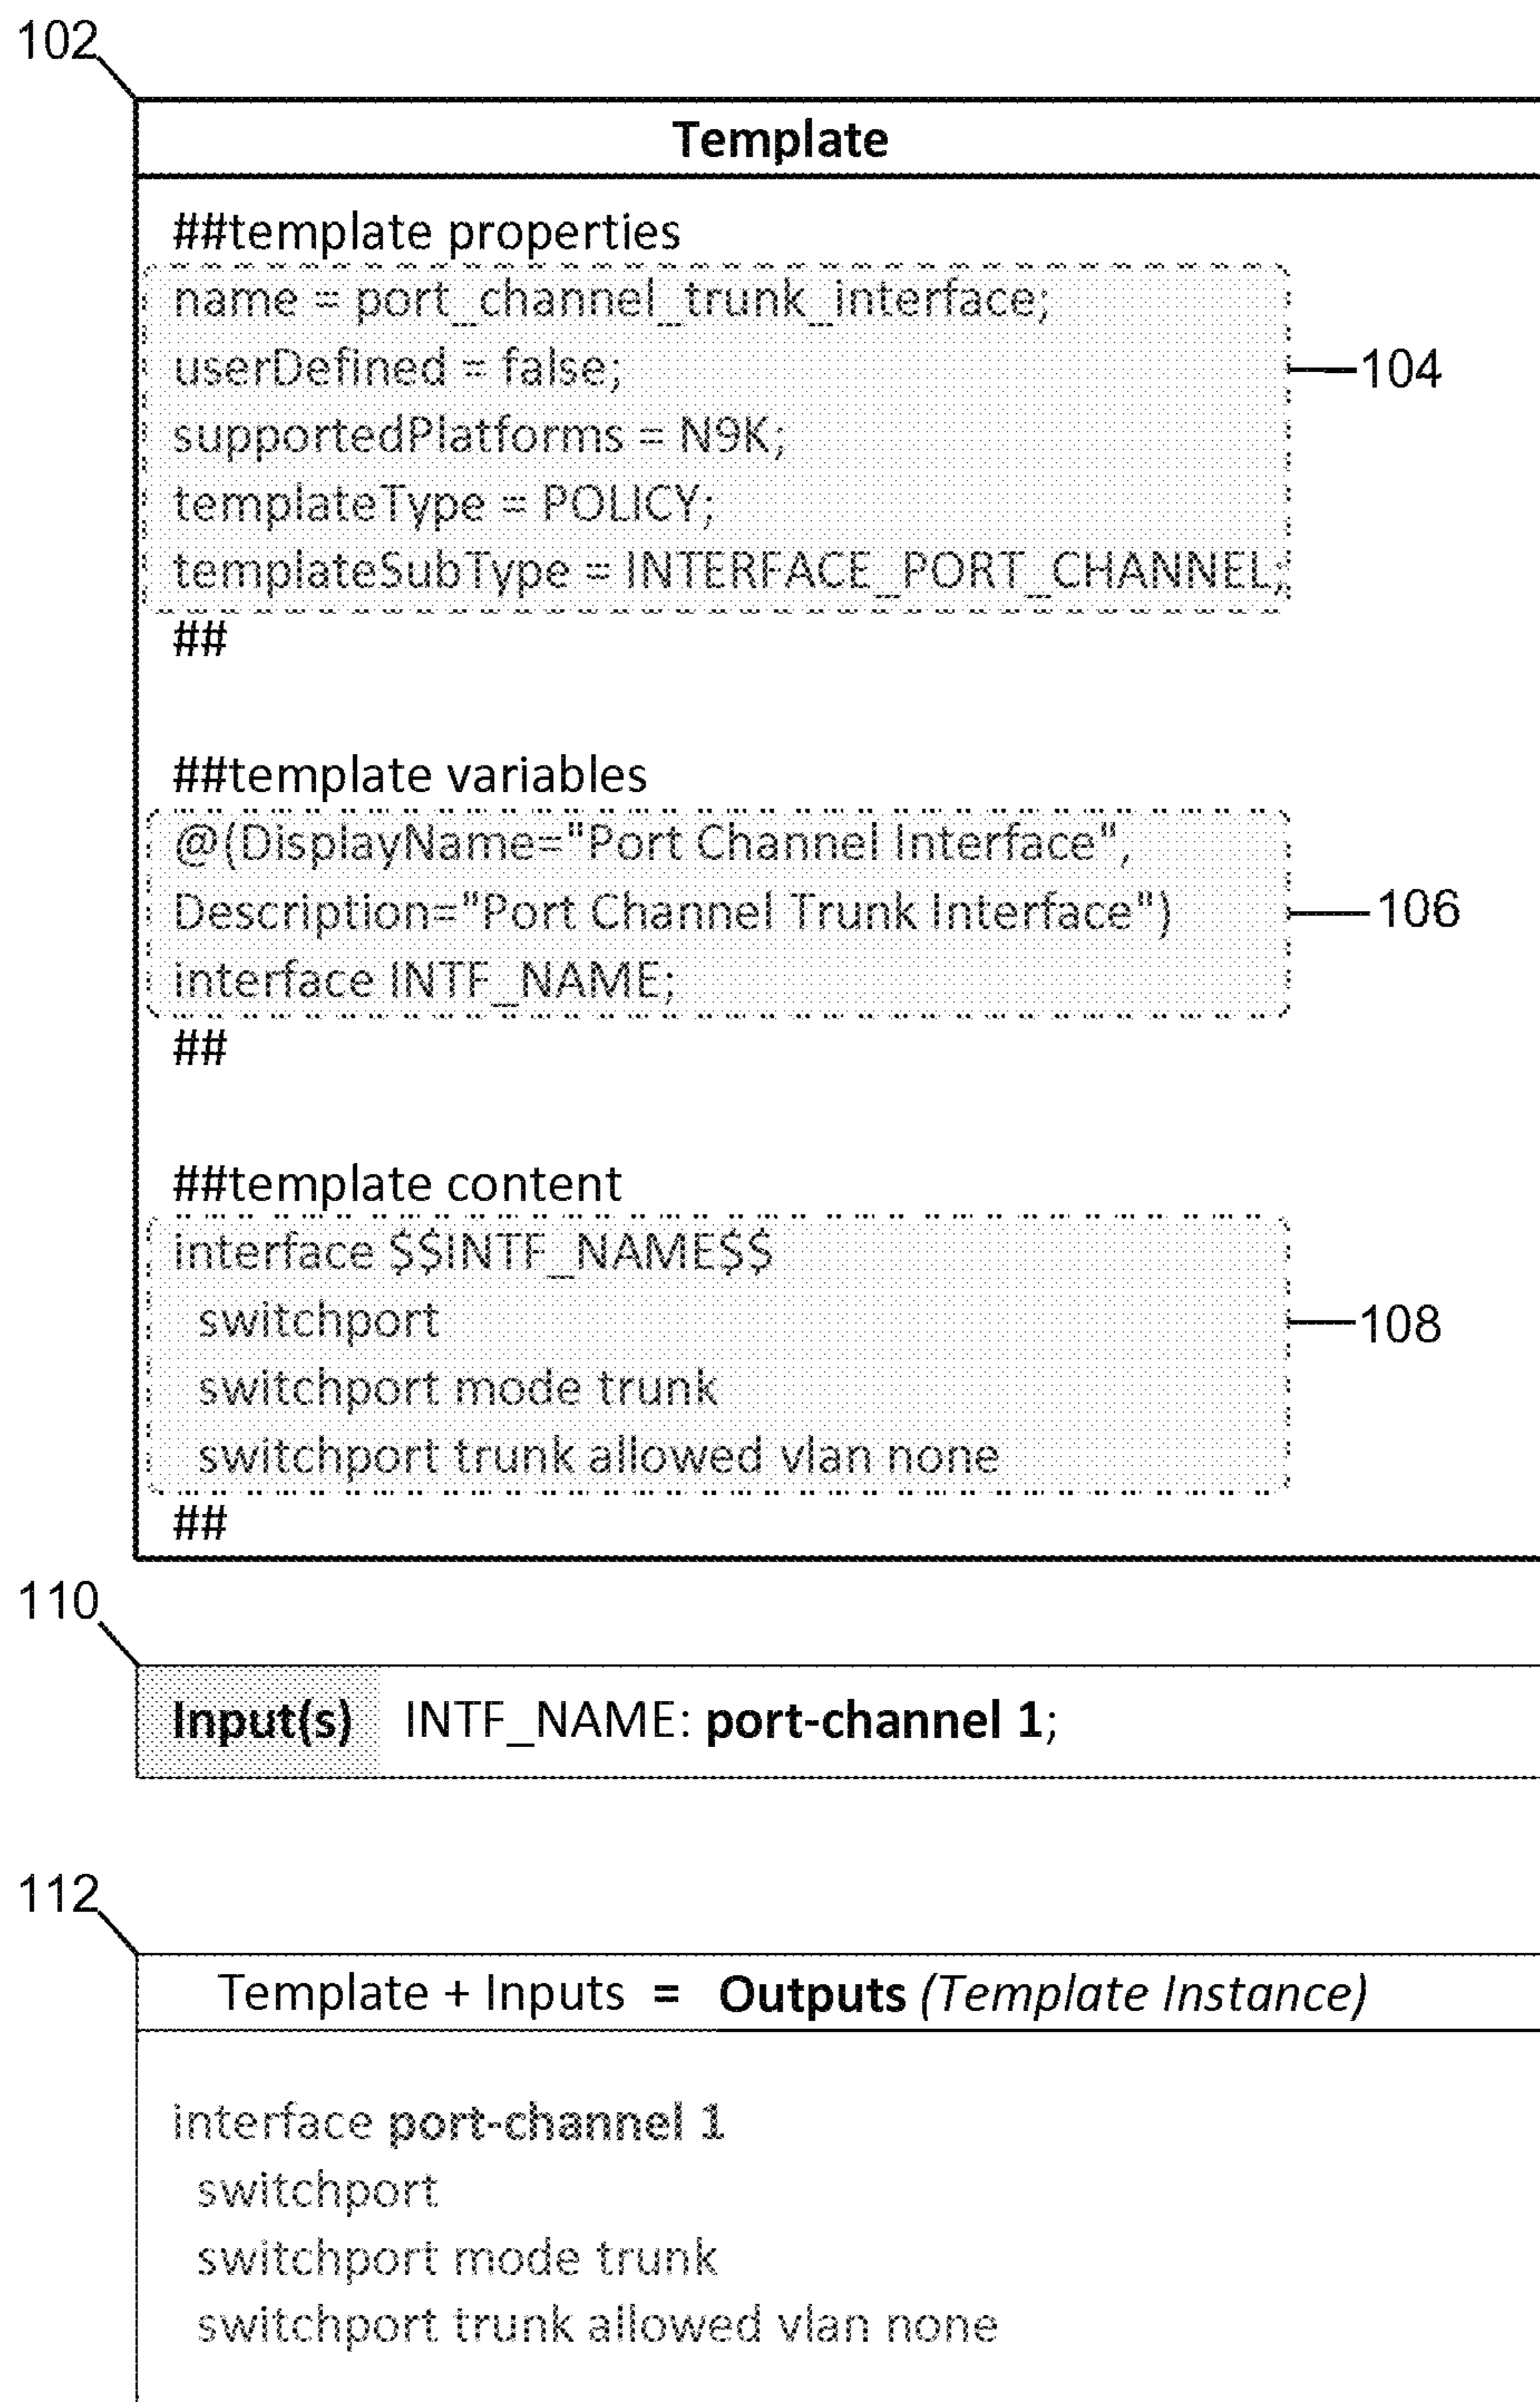 102
Template
##template properties
name = port_channel_trunk_interface;
userDefined = false;
104
supportedPlatforms = N9K;
templateType = POLICY;
templateSubType = INTERFACE_PORT_CHANNEL;
##
##template variables
@(DisplayName="Port Channel Interface",
Description="Port Channel Trunk Interface")
106
interface INTF_NAME;
##
##template content
interface $$INTF_NAME$$
switchport
108
switchport mode trunk
switchport trunk allowed vlan none
##
110
Input(s) INTF_NAME: port-channel 1;
112
Template + Inputs = Outputs (Template Instance)
interface port-channel 1
switchport
switchport mode trunk
switchport trunk allowed vlan none